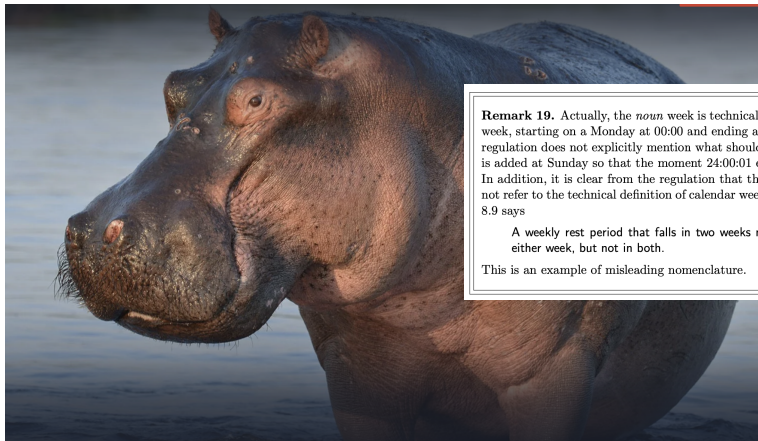 Remark 19. Actually, the noun week is technical
week, starting on a Monday at 00:00 and ending a
regulation does not explicitly mention what shoul
is added at Sunday so that the moment 24:00:01
In addition, it is clear from the regulation that th
not refer to the technical definition of calendar wee
8.9 says
A weekly rest period that falls in two weeks
either week, but not in both.
This is an example of misleading nomenclature.